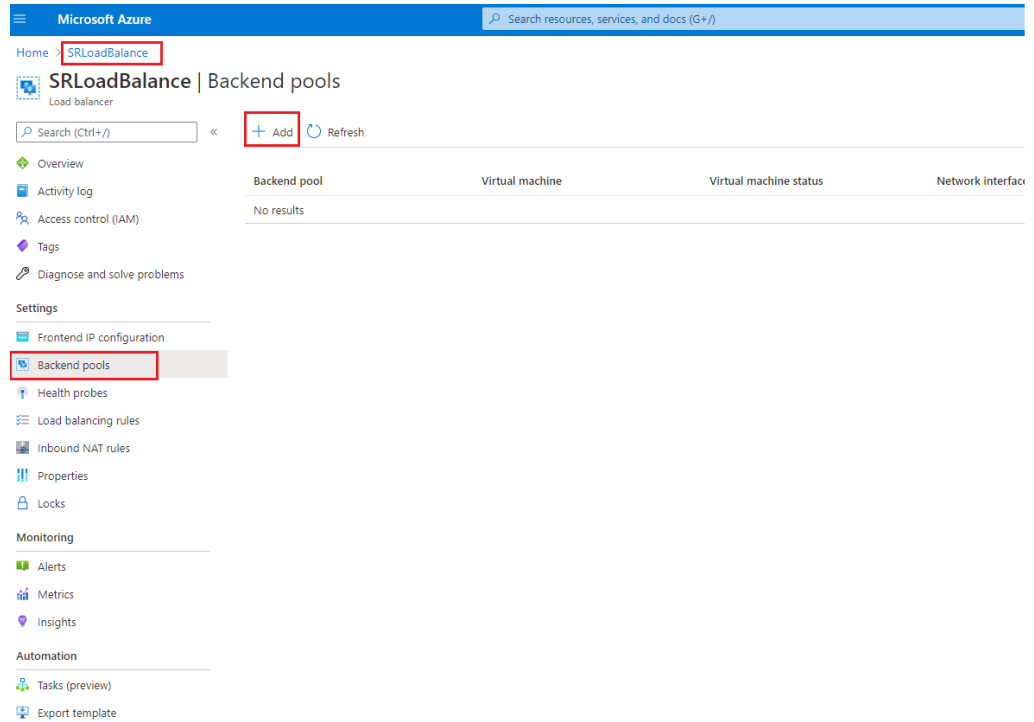 Microsoft Azure
Search resources, services, and docs (G+/)
Home > SRLoadBalance
SRLoadBalance | Backend pools
Load balancer
Search (Ctrl+/)
«
+ Add
Refresh
Overview
Activity log
Access control (IAM)
Tags
Diagnose and solve problems
Settings
Frontend IP configuration
Backend pools
Health probes
Load balancing rules
Inbound NAT rules
Properties
Locks
Monitoring
Alerts
Metrics
Insights
Automation
Tasks (preview)
Export template
Backend pool Virtual machine Virtual machine status Network interface
No results